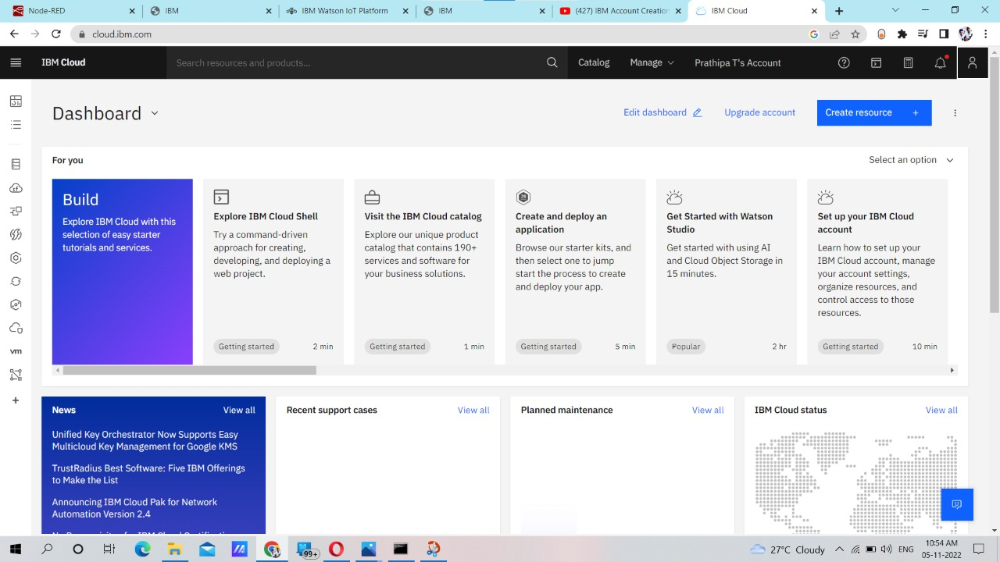 Node-RED
IBM
IBM Watson IoT Platform
IBM
(427) IBM Account Creation
IBM Cloud
cloud.ibm.com
IBM Cloud
Search resources and products...
Catalog
Manage
Prathipa T's Account
Dashboard
Edit dashboard
Upgrade account
Create resource +
For you
Select an option
Build
Explore IBM Cloud with this
selection of easy starter
tutorials and services.
Explore IBM Cloud Shell
Try a command-driven
approach for creating,
developing, and deploying a
web project.
Getting started
2 min
Visit the IBM Cloud catalog
Explore our unique product
catalog that contains 190+
services and software for
your business solutions.
Getting started
1 min
Create and deploy an
application
Browse our starter kits, and
then select one to jump
start the process to create
and deploy your app.
Getting started
5 min
Get Started with Watson
Studio
Get started with using AI
and Cloud Object Storage in
15 minutes.
Popular
2 hr
Set up your IBM Cloud
account
Learn how to set up your
IBM Cloud account, manage
your account settings,
organize resources, and
control access to those
resources.
Getting started
10 min
vm
News
View all
Unified Key Orchestrator Now Supports Easy
Multicloud Key Management for Google KMS
TrustRadius Best Software: Five IBM Offerings
to Make the List
Announcing IBM Cloud Pak for Network
Automation Version 2.4
Recent support cases
View all
Planned maintenance
View all
IBM Cloud status
View all
99+
27°C Cloudy
ENG
10:54 AM
05-11-2022